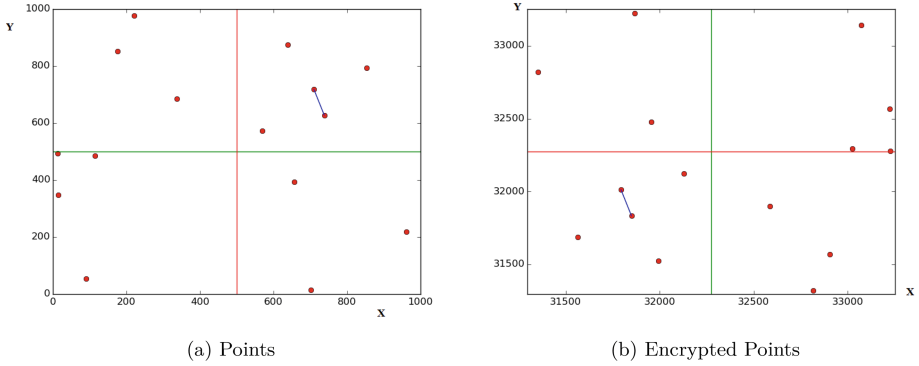 Y
1000
800
600
400
200
0
0 200 400 600 800 1000
X
(a) Points
Y
33000
32500
32000
31500
31500 32000 32500 33000
X
(b) Encrypted Points